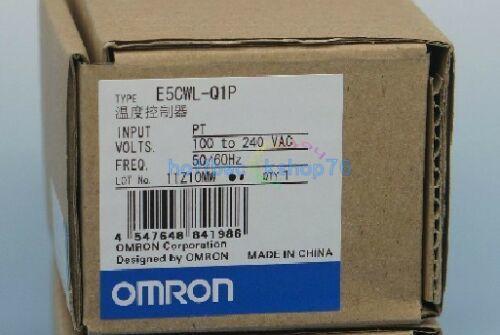 TYPE E5CWL-Q1P
温度控制器
INPUT PT
VOLTS. 100 to 240 VAC
FREQ. 50/60Hz
LOT No. 11Z10MW QTY.1
4 547648 841986
OMRON Corporation
Designed by OMRON MADE IN CHINA
OMRON